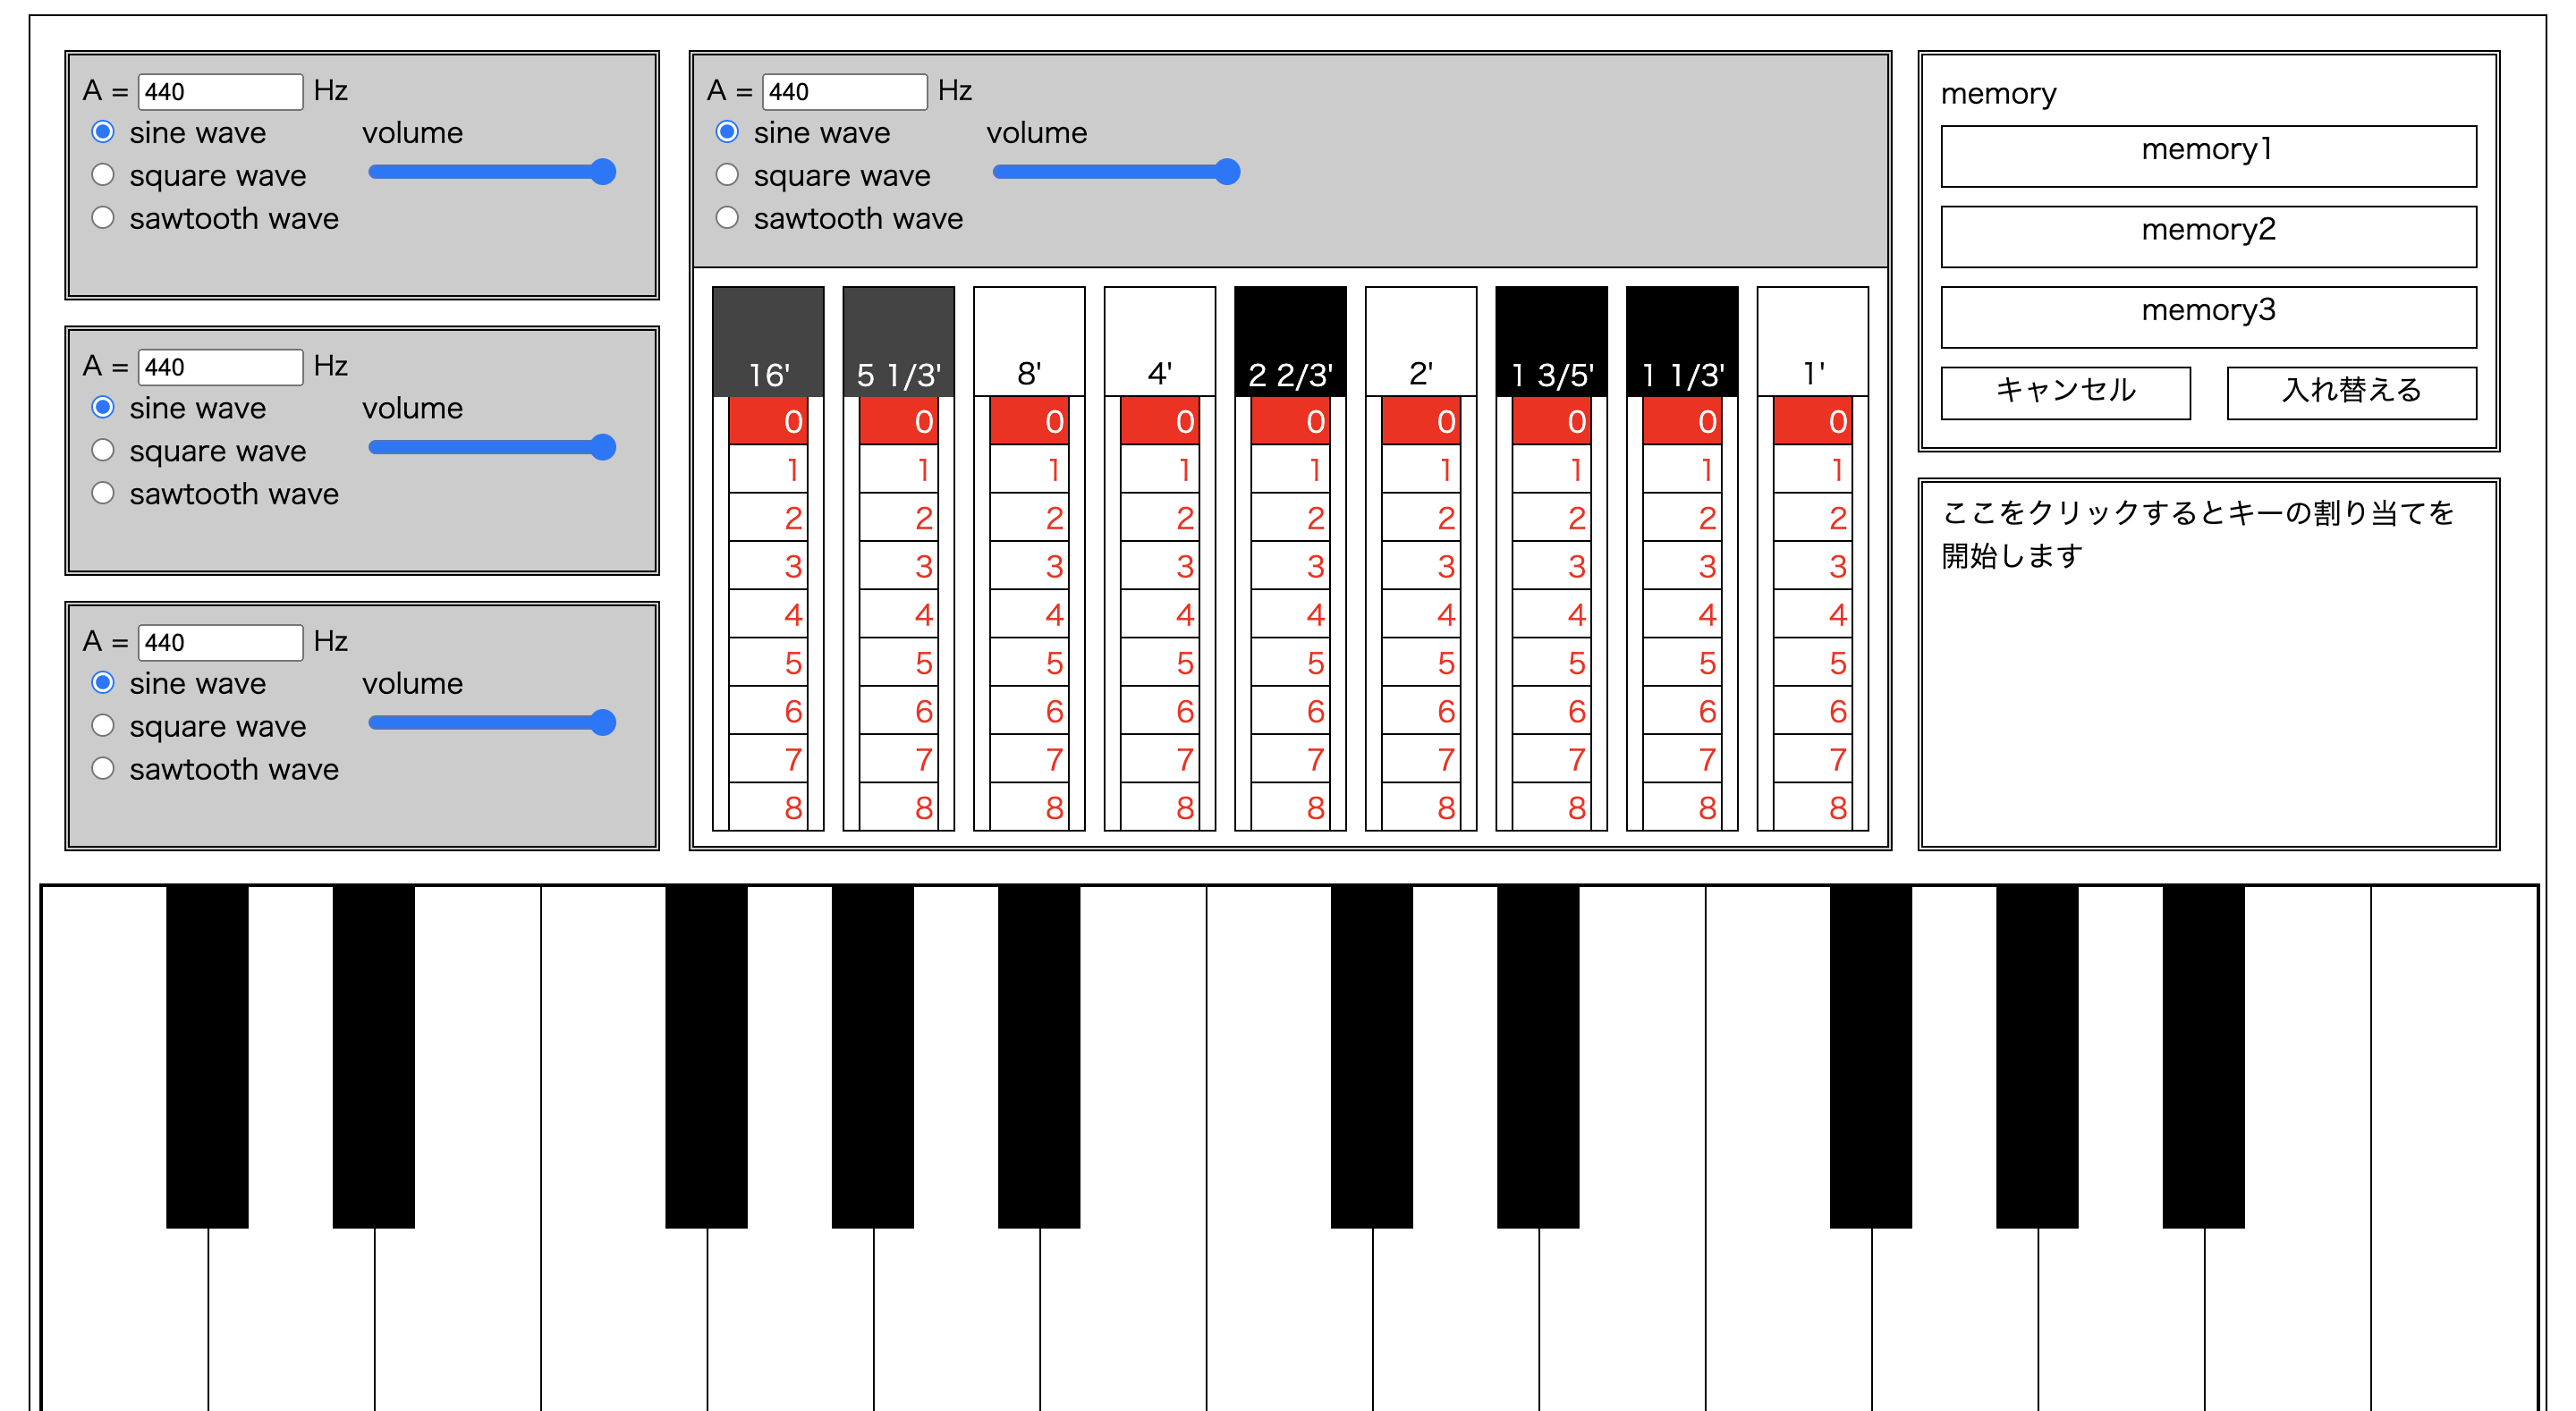 A = 440 Hz
sine wave volume
square wave
sawtooth wave
A = 440 Hz
sine wave volume
square wave
sawtooth wave
A = 440 Hz
sine wave volume
square wave
sawtooth wave
A = 440 Hz
sine wave volume
square wave
sawtooth wave
16' 5 1/3' 8' 4' 2 2/3' 2' 1 3/5' 1 1/3' 1'
0 0 0 0 0 0 0 0 0
1 1 1 1 1 1 1 1 1
2 2 2 2 2 2 2 2 2
3 3 3 3 3 3 3 3 3
4 4 4 4 4 4 4 4 4
5 5 5 5 5 5 5 5 5
6 6 6 6 6 6 6 6 6
7 7 7 7 7 7 7 7 7
8 8 8 8 8 8 8 8 8
memory
memory1
memory2
memory3
キャンセル 入れ替える
ここをクリックするとキーの割り当てを
開始します